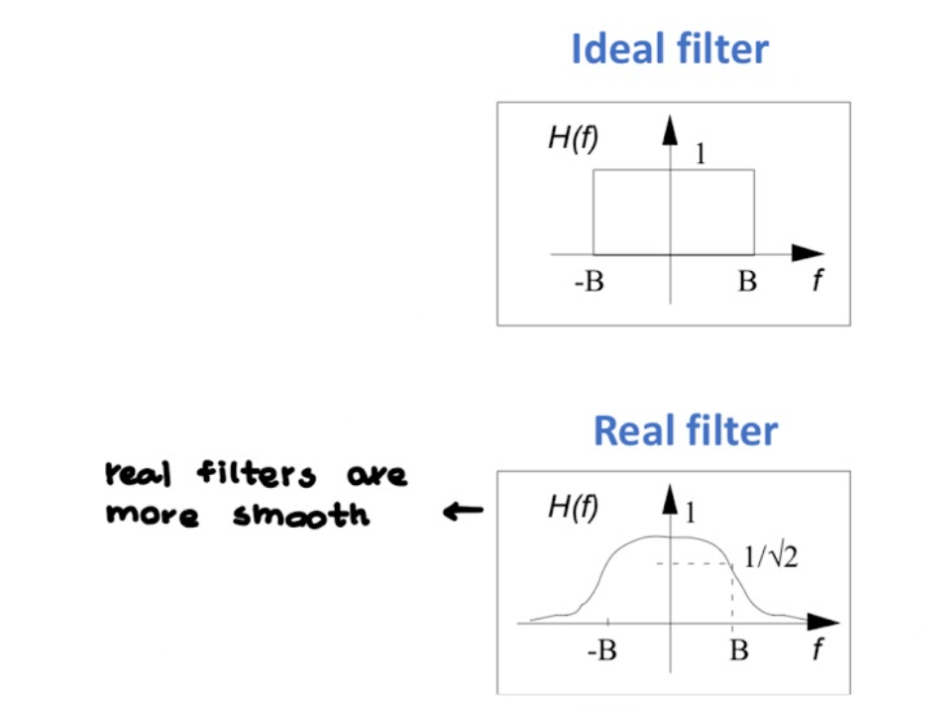 Ideal filter
H(f)
1
-B B f
Real filter
real filters are
more smooth ←
H(f)
1
1/√2
-B B f